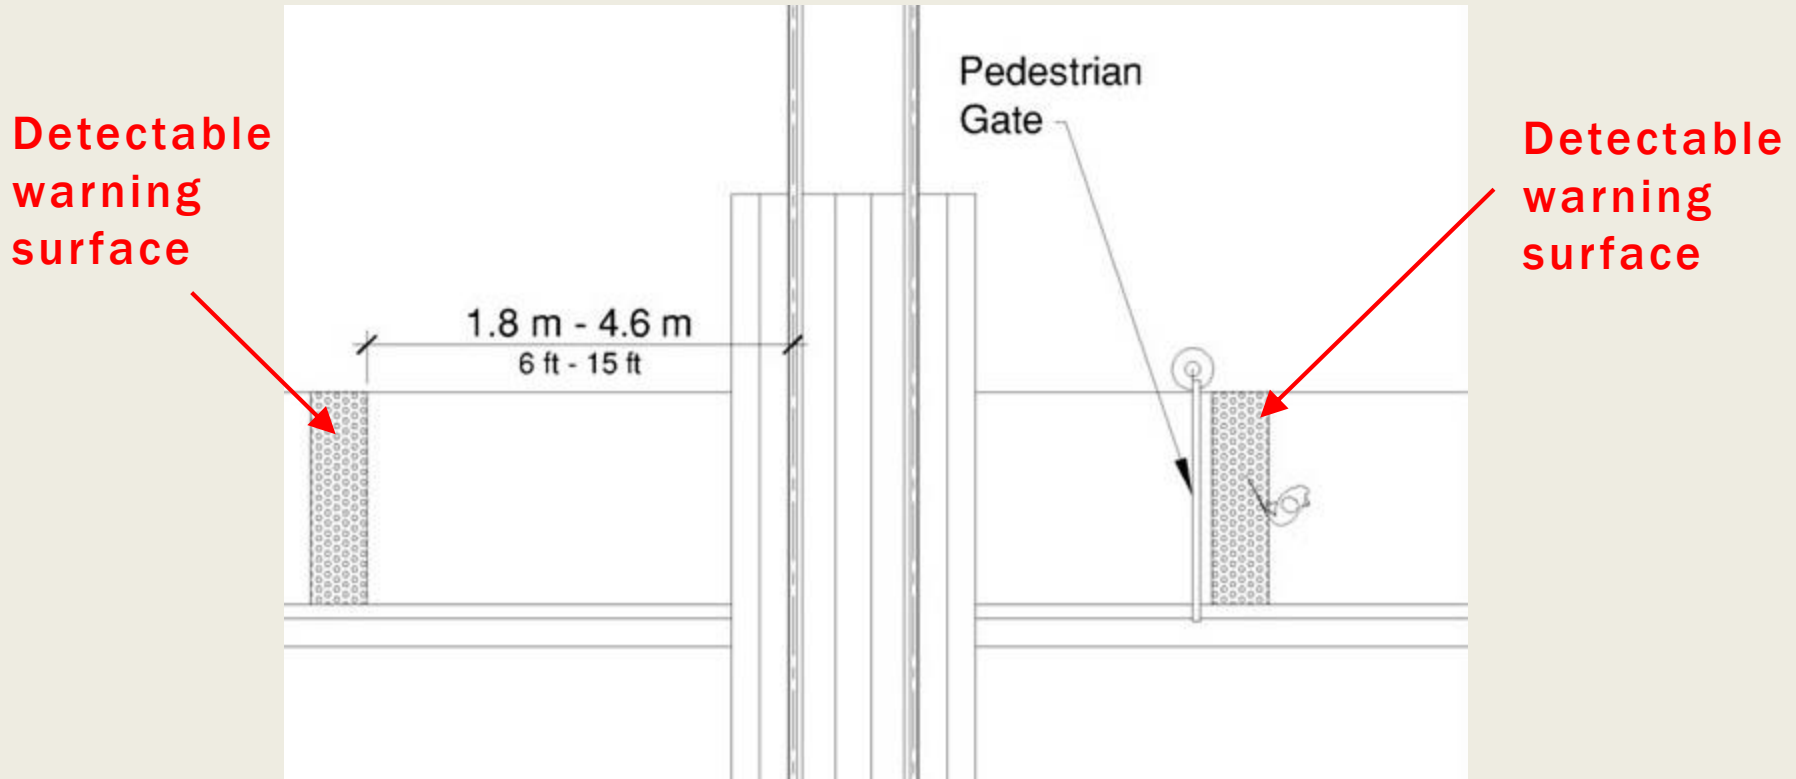 Detectable
warning
surface
1.8 m - 4.6 m
6 ft - 15 ft
Pedestrian
Gate
Detectable
warning
surface